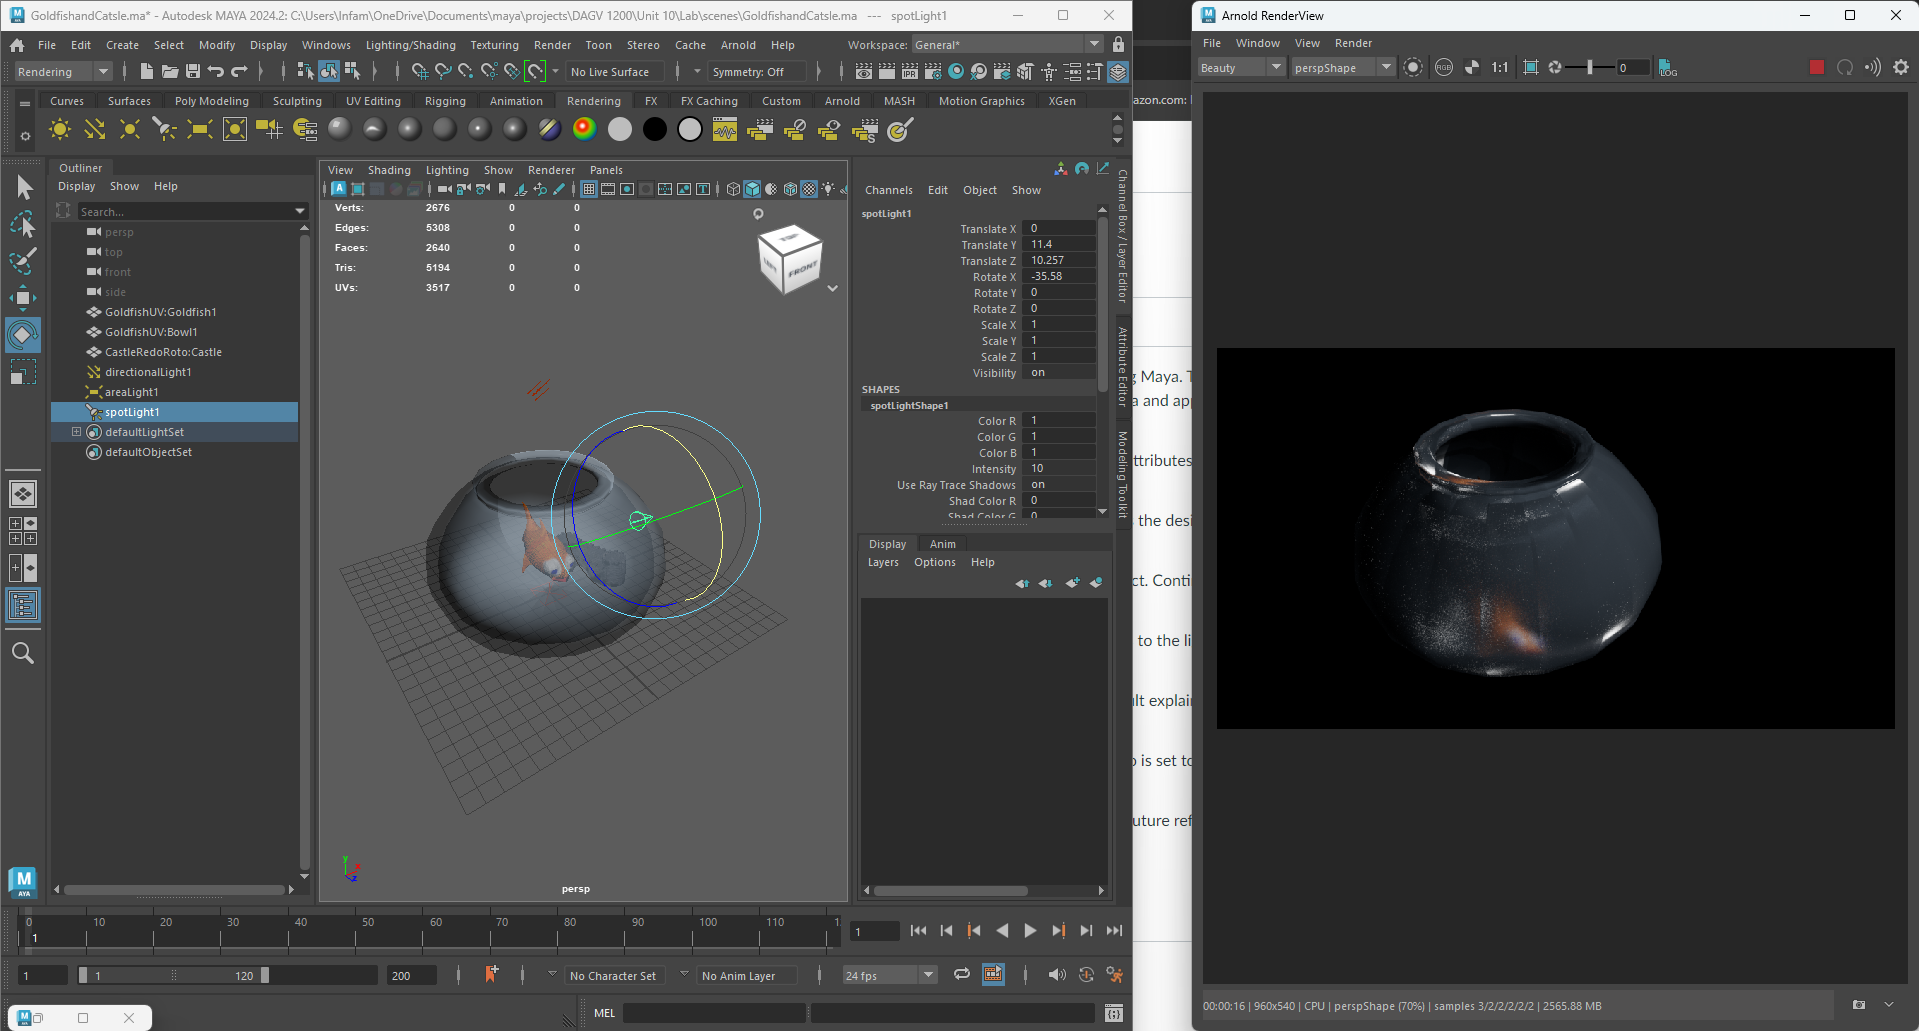 GoldfishandCatsle.ma* - Autodesk MAYA 2024.2: C:\Users\Infam\OneDrive\Documents\maya\projects\DAGV 1200\Unit 10\Lab\scenes\GoldfishandCatsle.ma --- spotLight1
File Edit Create Select Modify Display Windows Lighting/Shading Texturing Render Toon Stereo Cache Arnold Help Workspace: General*
Rendering No Live Surface Symmetry: Off
Curves Surfaces Poly Modeling Sculpting UV Editing Rigging Animation Rendering FX FX Caching Custom Arnold MASH Motion Graphics XGen
Outliner
Display Show Help
Search...
persp
top
front
side
GoldfishUV:Goldfish1
GoldfishUV:Bowl1
CastleRedoRoto:Castle
directionalLight1
areaLight1
spotLight1
defaultLightSet
defaultObjectSet
View Shading Lighting Show Renderer Panels
Verts: 2676 0 0
Edges: 5308 0 0
Faces: 2640 0 0
Tris: 5194 0 0
UVs: 3517 0 0
FRONT
persp
Channels Edit Object Show
spotLight1
Translate X 0
Translate Y 11.4
Translate Z 10.257
Rotate X -35.58
Rotate Y 0
Rotate Z 0
Scale X 1
Scale Y 1
Scale Z 1
Visibility on
SHAPES
spotLightShape1
Color R 1
Color G 1
Color B 1
Intensity 10
Use Ray Trace Shadows on
Shad Color R 0
Shad Color G 0
Channel Box / Layer Editor
Attribute Editor
Modeling Toolkit
Display Anim
Layers Options Help
0 10 20 30 40 50 60 70 80 90 100 110
1
1
1 1 120 200 No Character Set No Anim Layer 24 fps
MEL
azon.com:
g Maya. T
a and app
ttributes
s the desi
ct. Conti
to the li
ult explain
o is set to
uture ref
Arnold RenderView
File Window View Render
Beauty perspShape RGB 1:1 0 LOG
00:00:16 | 960x540 | CPU | perspShape (70%) | samples 3/2/2/2/2/2 | 2565.88 MB